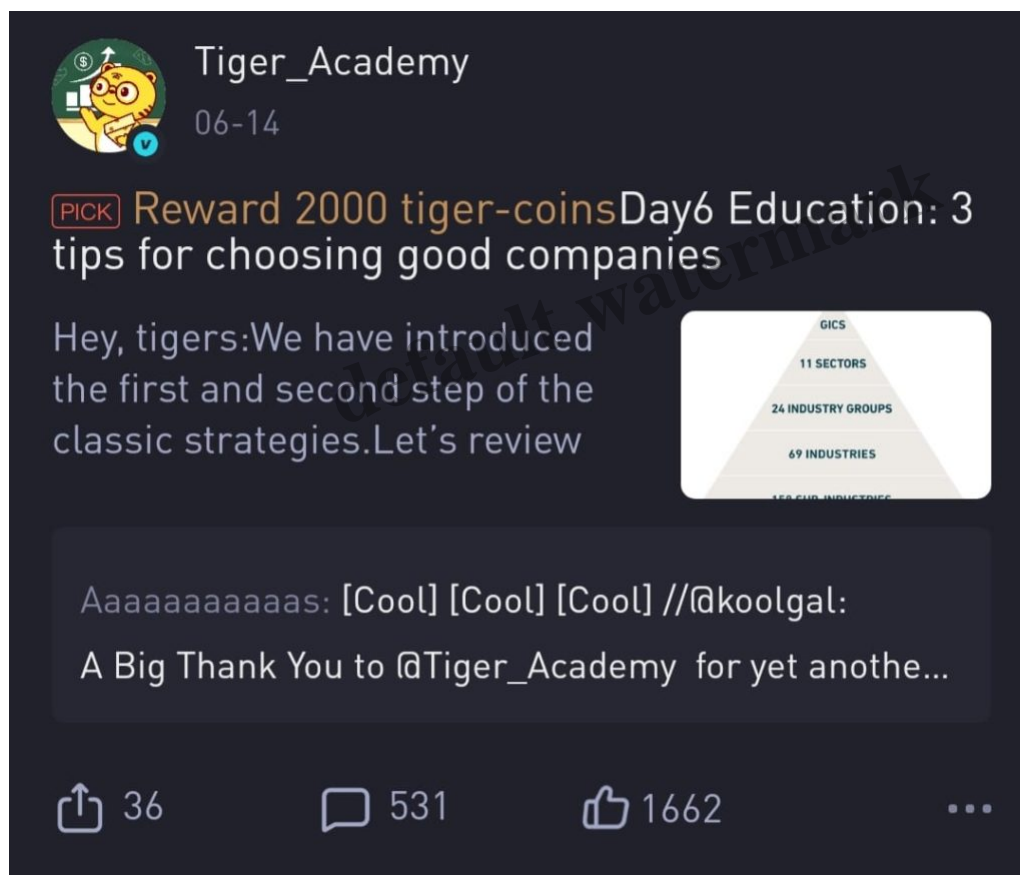 Tiger_Academy
06-14
PICK Reward 2000 tiger-coinsDay6 Education: 3
tips for choosing good companies
Hey, tigers:We have introduced
the first and second step of the
classic strategies.Let's review
GICS
11 SECTORS
24 INDUSTRY GROUPS
69 INDUSTRIES
Aaaaaaaaaaas: [Cool] [Cool] [Cool] //@koolgal:
A Big Thank You to @Tiger_Academy for yet anothe...
36
531
1662
default watermark